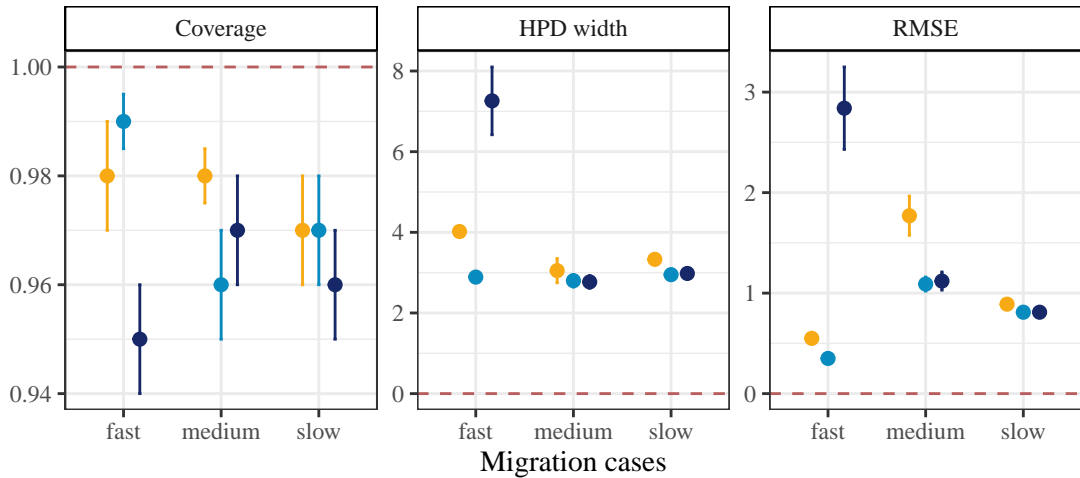 Coverage
HPD width
RMSE
1.00
0.98
0.96
0.94
8
6
4
2
0
3
2
1
0
fast medium slow
fast medium slow
fast medium slow
Migration cases